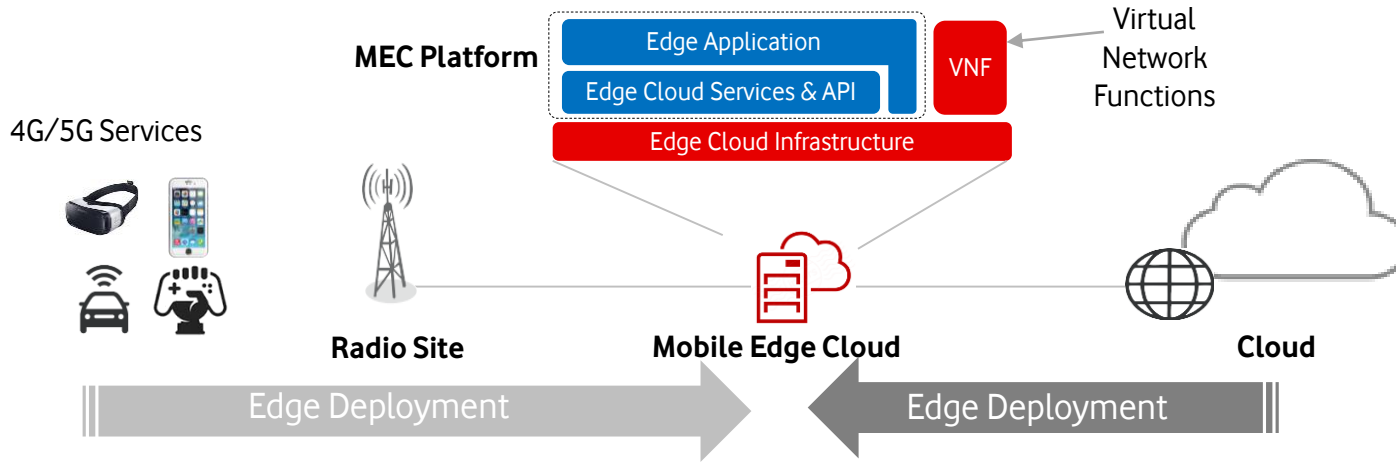 MEC Platform
Edge Application
Edge Cloud Services & API
VNF
Virtual
Network
Functions
Edge Cloud Infrastructure
4G/5G Services
Radio Site
Mobile Edge Cloud
Cloud
Edge Deployment
Edge Deployment